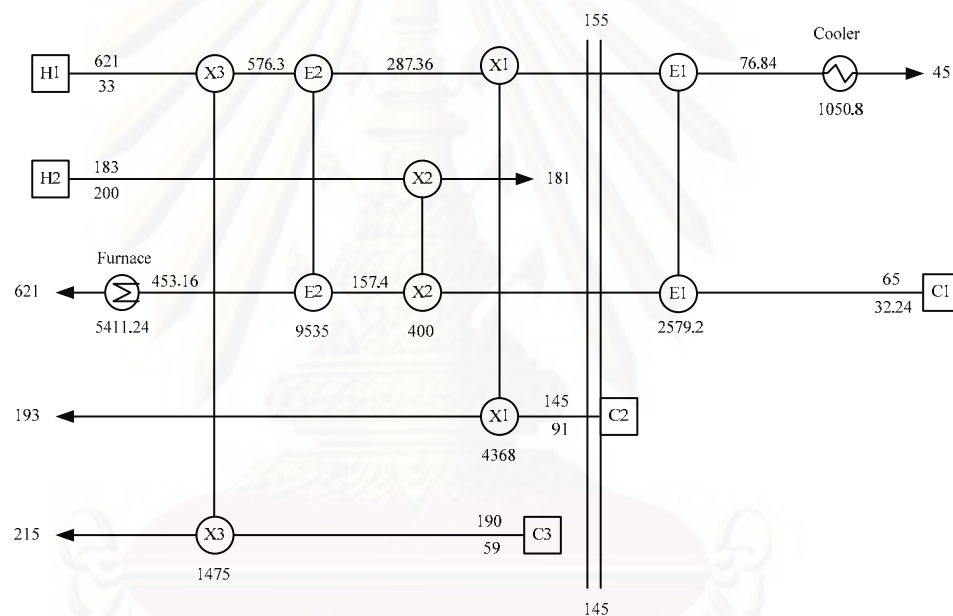 155
Cooler
H1 621 X3 576.3 E2 287.36 X1 E1 76.84 45
33 1050.8
H2 183 X2 181
200
Furnace
621 453.16 E2 157.4 X2 E1 65 C1
5411.24 9535 400 2579.2 32.24
193 X1 145 C2
4368 91
215 X3 190 C3
1475 59
145